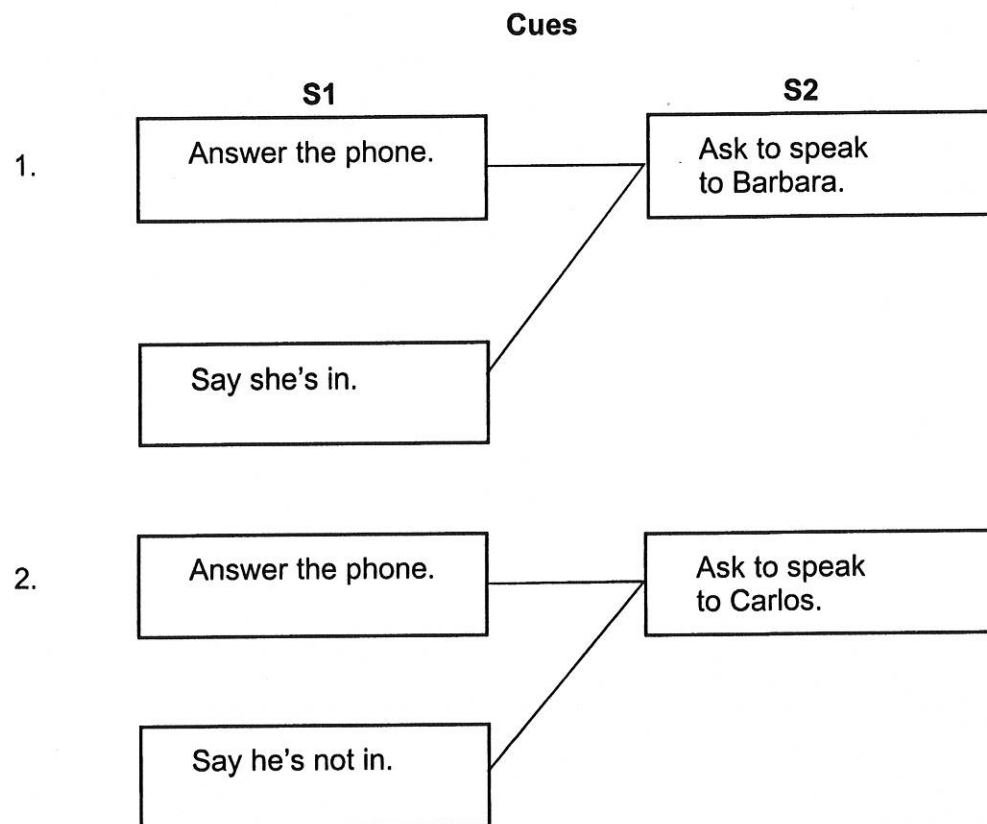 Cues
S1
S2
1.
Answer the phone.
Ask to speak
to Barbara.
Say she's in.
2.
Answer the phone.
Ask to speak
to Carlos.
Say he's not in.